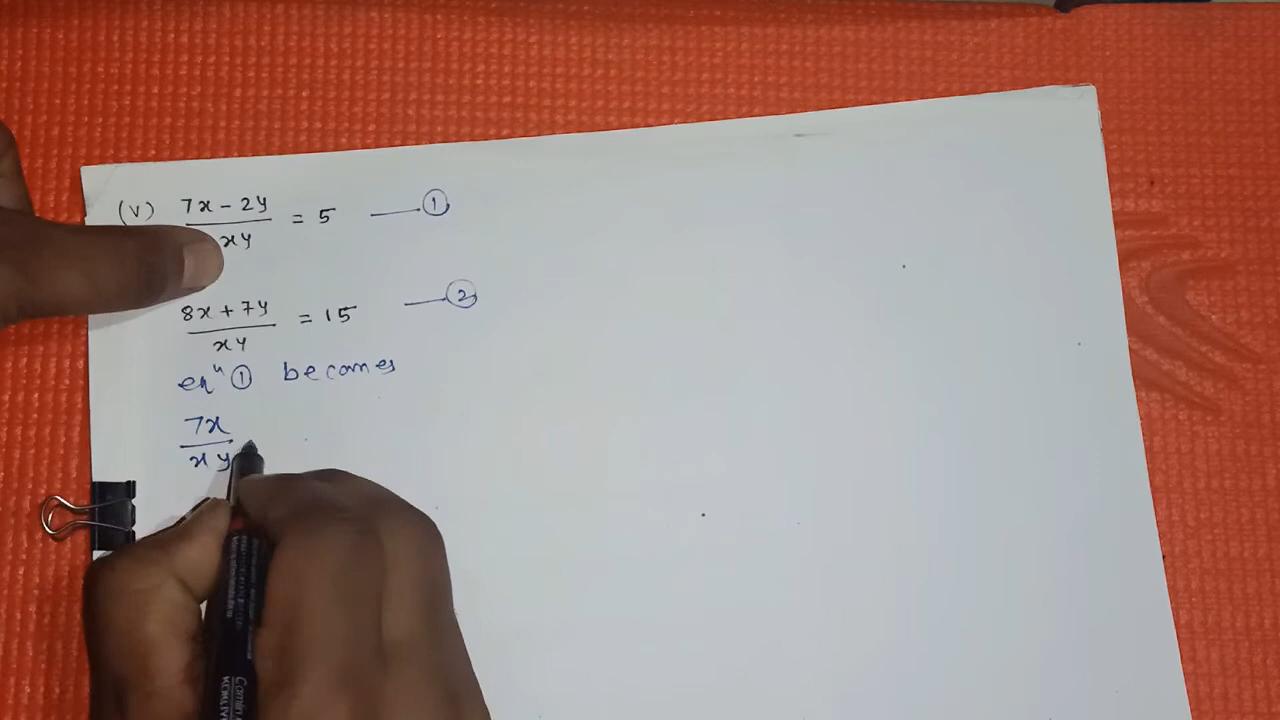 (v) 7x - 2y / xy = 5 —— ①
8x + 7y / xy = 15 —— ②
eqⁿ ① becomes
7x / xy